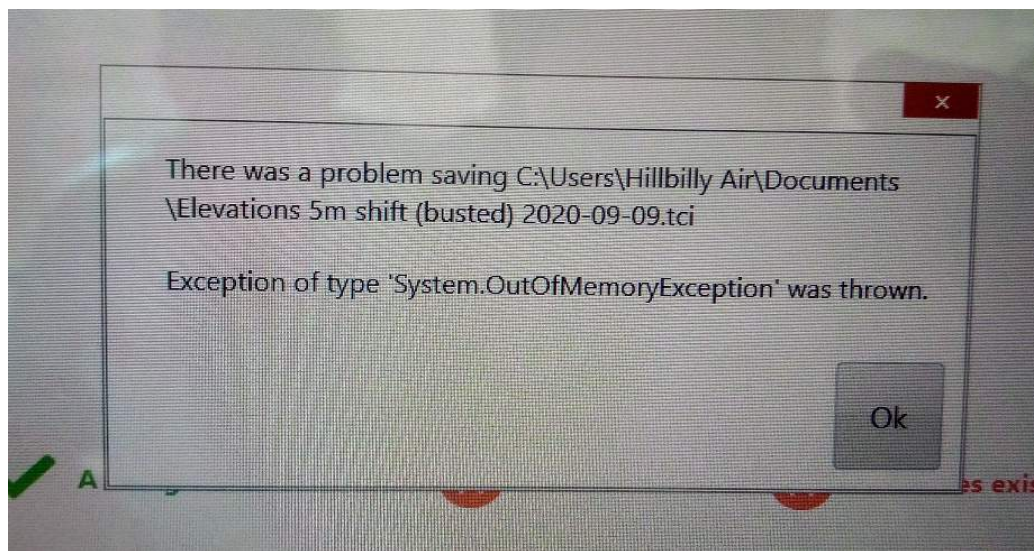 There was a problem saving C:\Users\Hillbilly Air\Documents
\Elevations 5m shift (busted) 2020-09-09.tci
Exception of type 'System.OutOfMemoryException' was thrown.
Ok
A